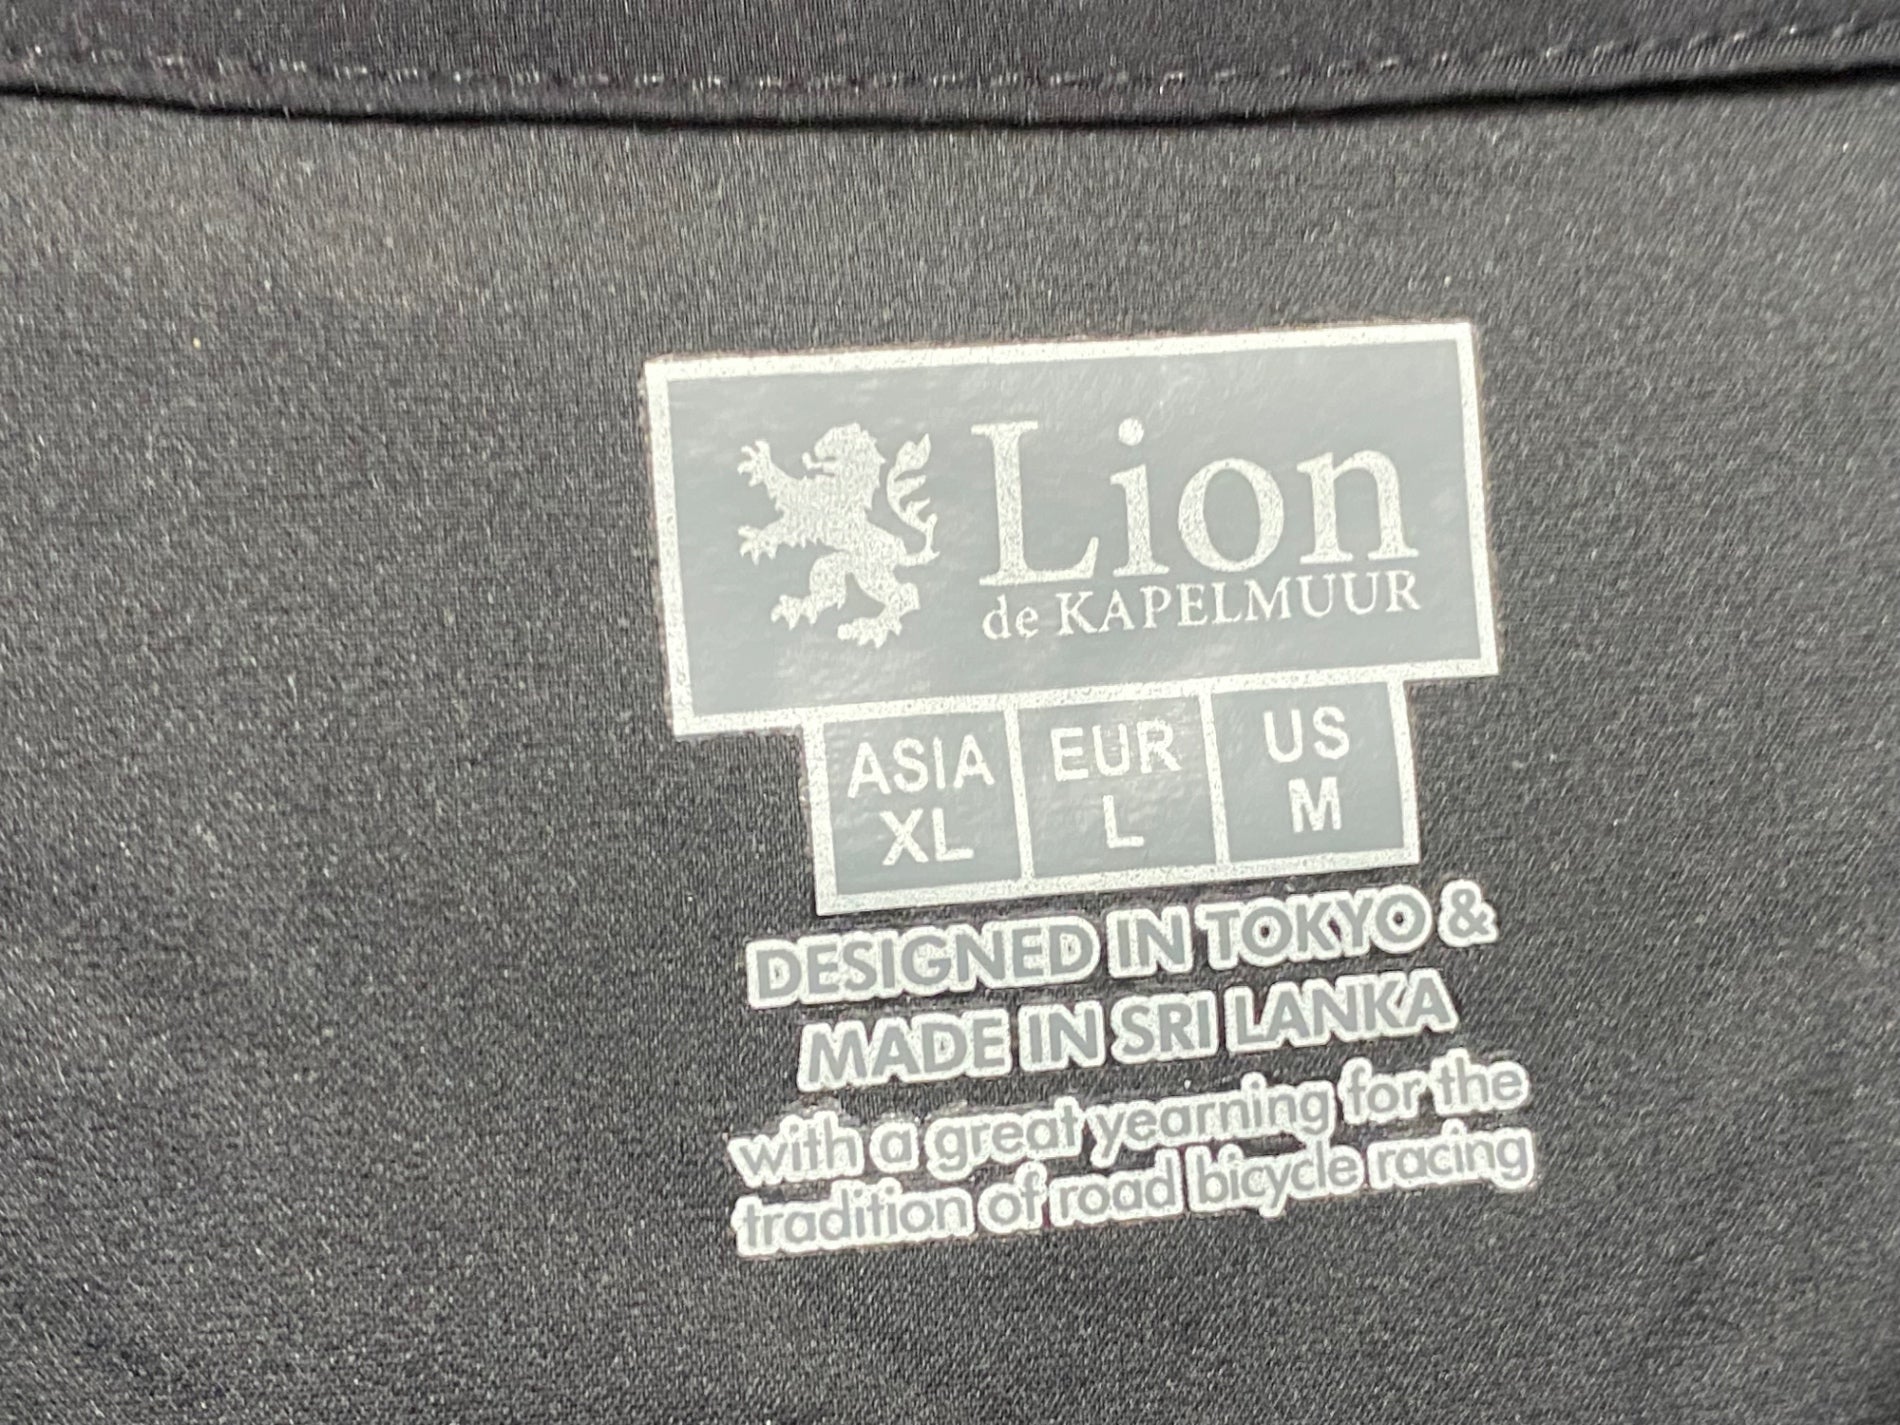 Lion
de KAPELMUUR
ASIA EUR US
XL L M
DESIGNED IN TOKYO &
MADE IN SRI LANKA
with a great yearning for the
tradition of road bicycle racing